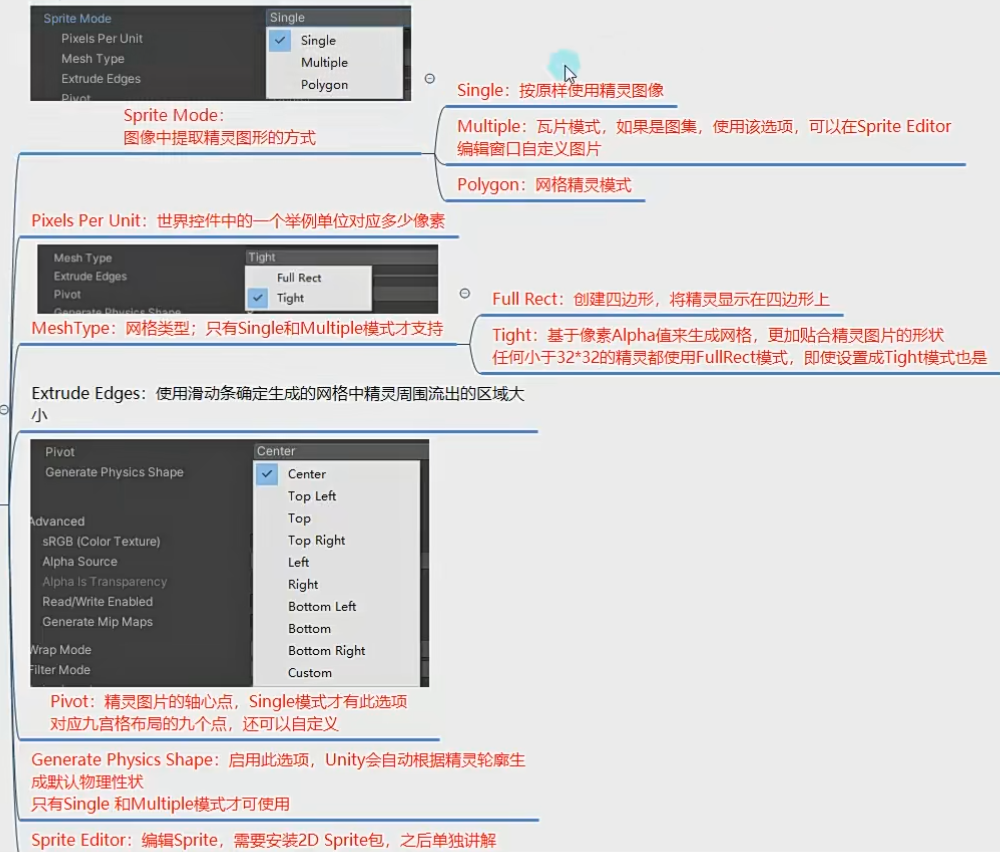 Sprite Mode
Single
Pixels Per Unit
Single
Mesh Type
Multiple
Extrude Edges
Polygon
Pivot
Sprite Mode:
图像中提取精灵图形的方式
Single：按原样使用精灵图像
Multiple：瓦片模式，如果是图集，使用该选项，可以在Sprite Editor
编辑窗口自定义图片
Polygon：网格精灵模式
Pixels Per Unit：世界控件中的一个举例单位对应多少像素
Mesh Type
Tight
Extrude Edges
Full Rect
Pivot
Tight
Generate Physics Shape
MeshType：网格类型；只有Single和Multiple模式才支持
Full Rect：创建四边形，将精灵显示在四边形上
Tight：基于像素Alpha值来生成网格，更加贴合精灵图片的形状
任何小于32*32的精灵都使用FullRect模式，即使设置成Tight模式也是
Extrude Edges：使用滑动条确定生成的网格中精灵周围流出的区域大
小
Pivot
Center
Generate Physics Shape
Center
Top Left
Top
Top Right
Left
Right
Bottom Left
Bottom
Bottom Right
Custom
Advanced
sRGB (Color Texture)
Alpha Source
Alpha Is Transparency
Read/Write Enabled
Generate Mip Maps
Wrap Mode
Filter Mode
Pivot：精灵图片的轴心点，Single模式才有此选项
对应九宫格布局的九个点，还可以自定义
Generate Physics Shape：启用此选项，Unity会自动根据精灵轮廓生
成默认物理性状
只有Single 和Multiple模式才可使用
Sprite Editor：编辑Sprite，需要安装2D Sprite包，之后单独讲解